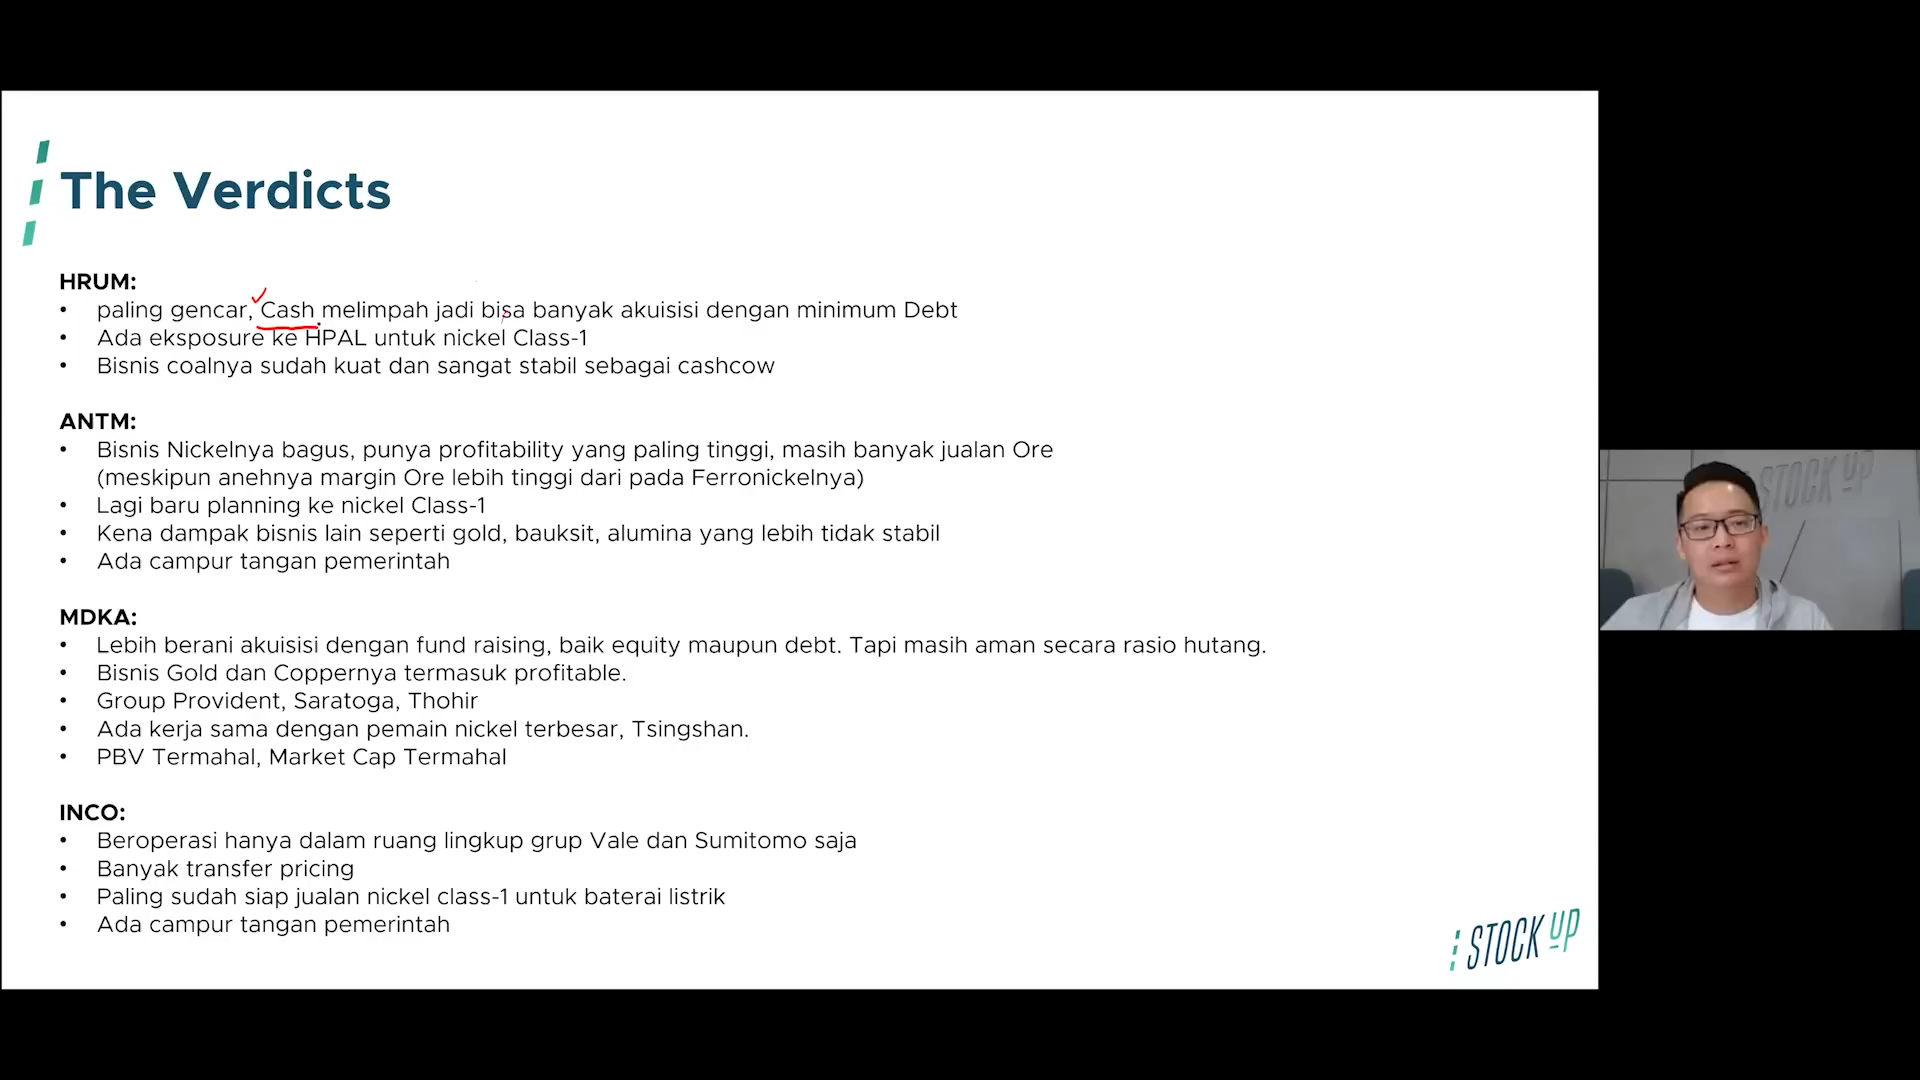 The Verdicts
HRUM:
• paling gencar, Cash melimpah jadi bisa banyak akuisisi dengan minimum Debt
• Ada eksposure ke HPAL untuk nickel Class-1
• Bisnis coalnya sudah kuat dan sangat stabil sebagai cashcow
ANTM:
• Bisnis Nickelnya bagus, punya profitability yang paling tinggi, masih banyak jualan Ore
(meskipun anehnya margin Ore lebih tinggi dari pada Ferronickelnya)
• Lagi baru planning ke nickel Class-1
• Kena dampak bisnis lain seperti gold, bauksit, alumina yang lebih tidak stabil
• Ada campur tangan pemerintah
MDKA:
• Lebih berani akuisisi dengan fund raising, baik equity maupun debt. Tapi masih aman secara rasio hutang.
• Bisnis Gold dan Coppernya termasuk profitable.
• Group Provident, Saratoga, Thohir
• Ada kerja sama dengan pemain nickel terbesar, Tsingshan.
• PBV Termahal, Market Cap Termahal
INCO:
• Beroperasi hanya dalam ruang lingkup grup Vale dan Sumitomo saja
• Banyak transfer pricing
• Paling sudah siap jualan nickel class-1 untuk baterai listrik
• Ada campur tangan pemerintah
STOCK UP
STOCK UP